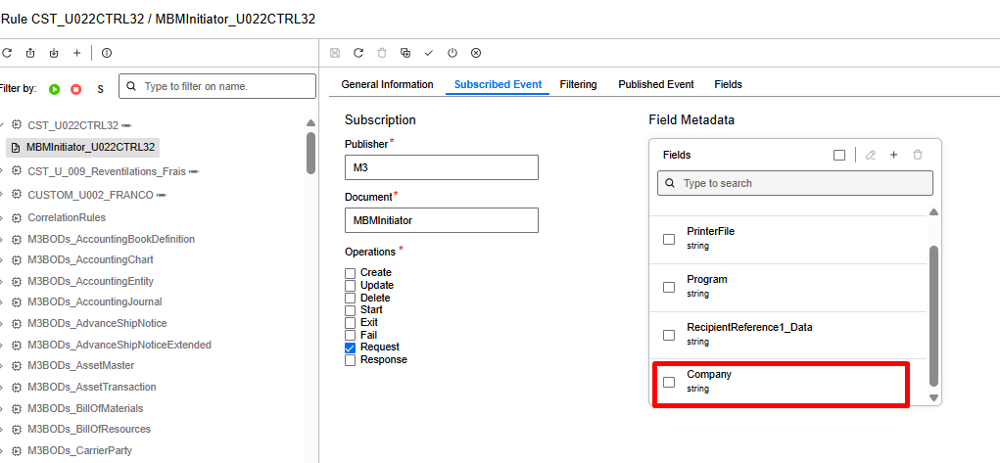 Rule CST_U022CTRL32 / MBMInitiator_U022CTRL32
Filter by:
S
Type to filter on name.
CST_U022CTRL32
MBMInitiator_U022CTRL32
CST_U_009_Reventilations_Frais
CUSTOM_U002_FRANCO
CorrelationRules
M3BODs_AccountingBookDefinition
M3BODs_AccountingChart
M3BODs_AccountingEntity
M3BODs_AccountingJournal
M3BODs_AdvanceShipNotice
M3BODs_AdvanceShipNoticeExtended
M3BODs_AssetMaster
M3BODs_AssetTransaction
M3BODs_BillOfMaterials
M3BODs_BillOfResources
M3BODs_CarrierParty
General Information
Subscribed Event
Filtering
Published Event
Fields
Subscription
Publisher*
M3
Document*
MBMInitiator
Operations *
Create
Update
Delete
Start
Exit
Fail
Request
Response
Field Metadata
Fields
Type to search
PrinterFile
string
Program
string
RecipientReference1_Data
string
Company
string